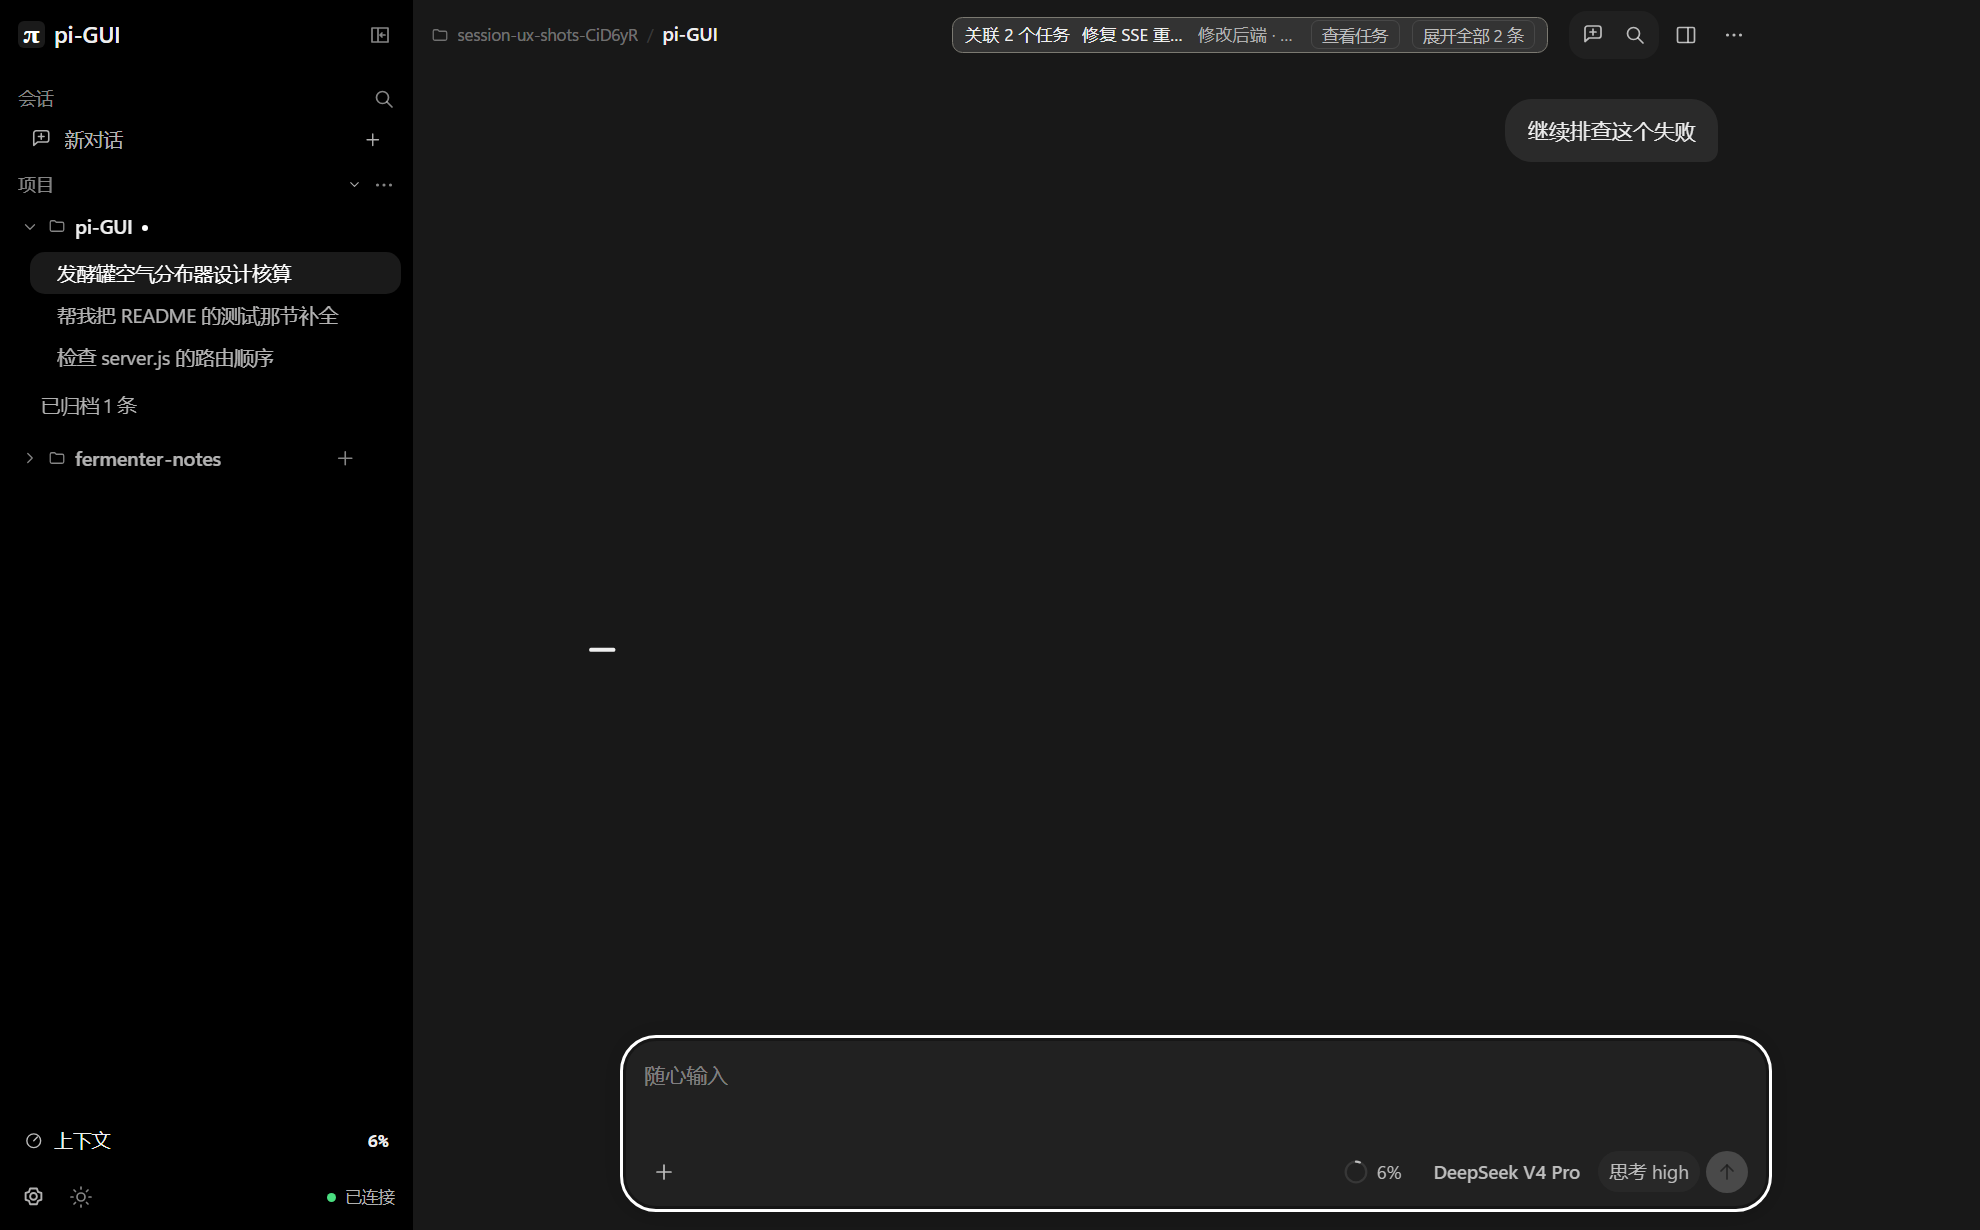 π pi-GUI
会话
新对话
项目
pi-GUI
发酵罐空气分布器设计核算
帮我把 README 的测试那节补全
检查 server.js 的路由顺序
已归档 1 条
fermenter-notes
上下文 6%
已连接
session-ux-shots-CiD6yR / pi-GUI
关联 2 个任务 修复 SSE 重... 修改后端 · ... 查看任务 展开全部 2 条
继续排查这个失败
随心输入
6% DeepSeek V4 Pro 思考 high